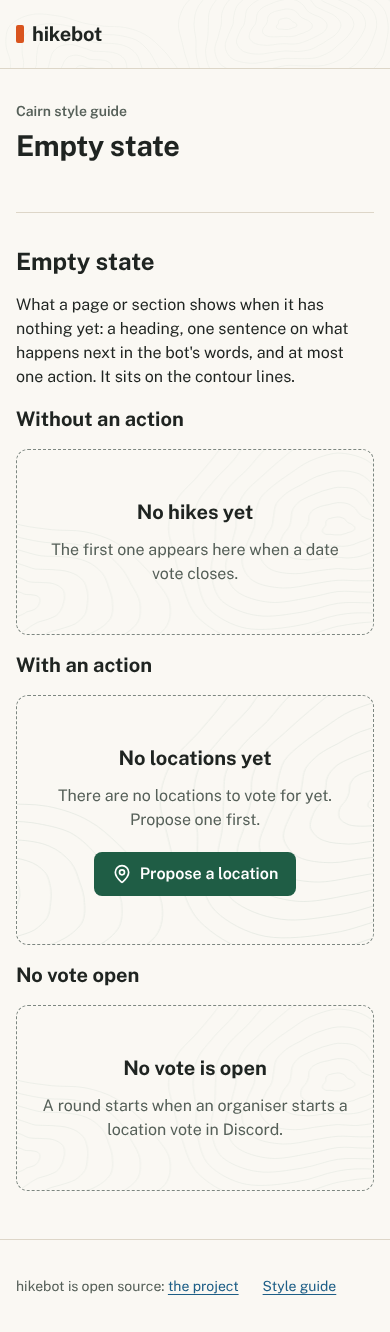 hikebot
Cairn style guide
Empty state
Empty state
What a page or section shows when it has
nothing yet: a heading, one sentence on what
happens next in the bot's words, and at most
one action. It sits on the contour lines.
Without an action
No hikes yet
The first one appears here when a date
vote closes.
With an action
No locations yet
There are no locations to vote for yet.
Propose one first.
Propose a location
No vote open
No vote is open
A round starts when an organiser starts a
location vote in Discord.
hikebot is open source: the project Style guide